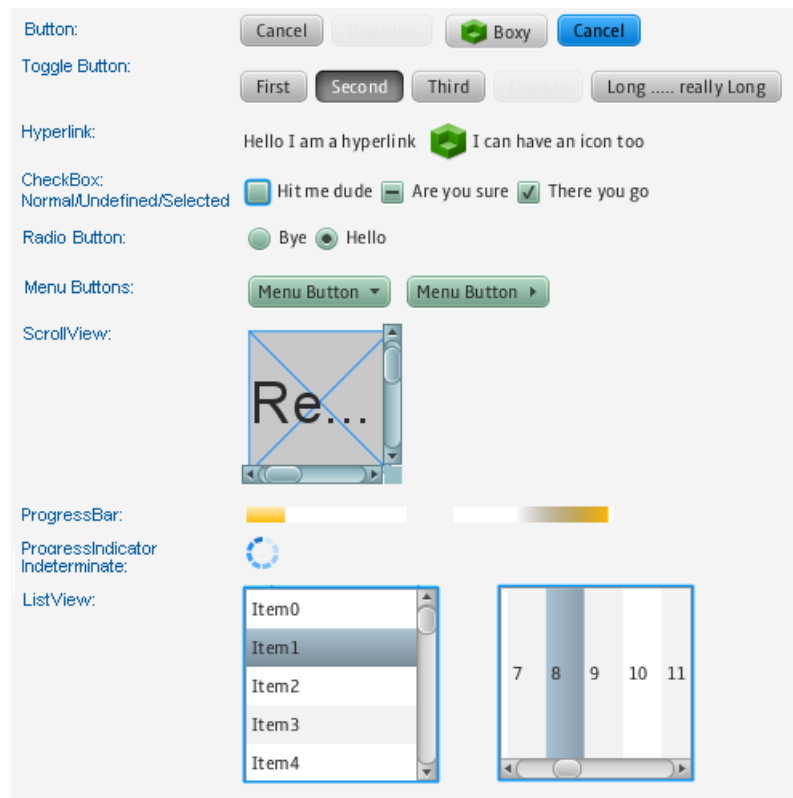 Button:
Cancel
Disabled
Boxy
Cancel
Toggle Button:
First
Second
Third
Disable
Long ..... really Long
Hyperlink:
Hello I am a hyperlink
I can have an icon too
CheckBox:
Normal/Undefined/Selected
Hit me dude
Are you sure
There you go
Radio Button:
Bye
Hello
Menu Buttons:
Menu Button
Menu Button
ScrollView:
Re...
ProgressBar:
ProgressIndicator
Indeterminate:
ListView:
Item0
Item1
Item2
Item3
Item4
7 8 9 10 11